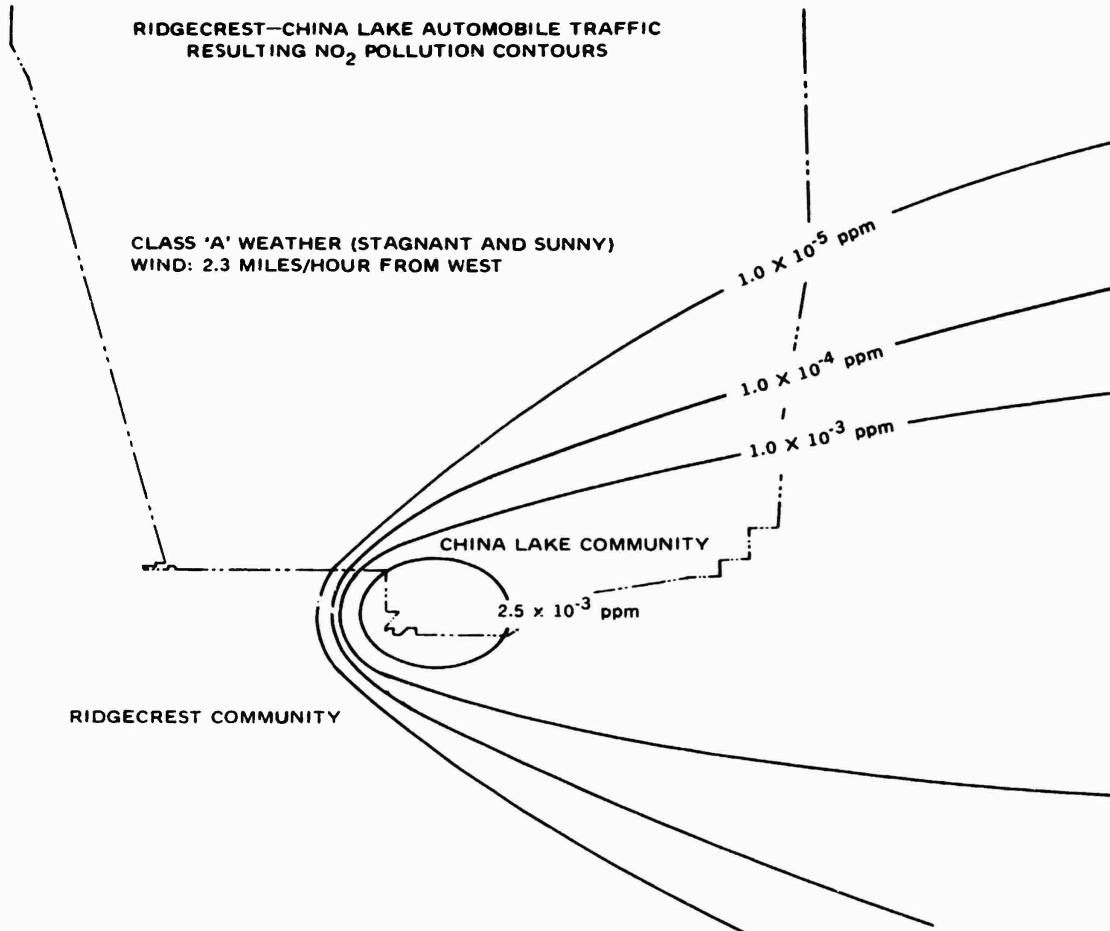 RIDGECREST—CHINA LAKE AUTOMOBILE TRAFFIC
RESULTING NO₂ POLLUTION CONTOURS
CLASS 'A' WEATHER (STAGNANT AND SUNNY)
WIND: 2.3 MILES/HOUR FROM WEST
1.0 X 10⁻⁵ ppm
1.0 X 10⁻⁴ ppm
1.0 X 10⁻³ ppm
CHINA LAKE COMMUNITY
2.5 x 10⁻³ ppm
RIDGECREST COMMUNITY